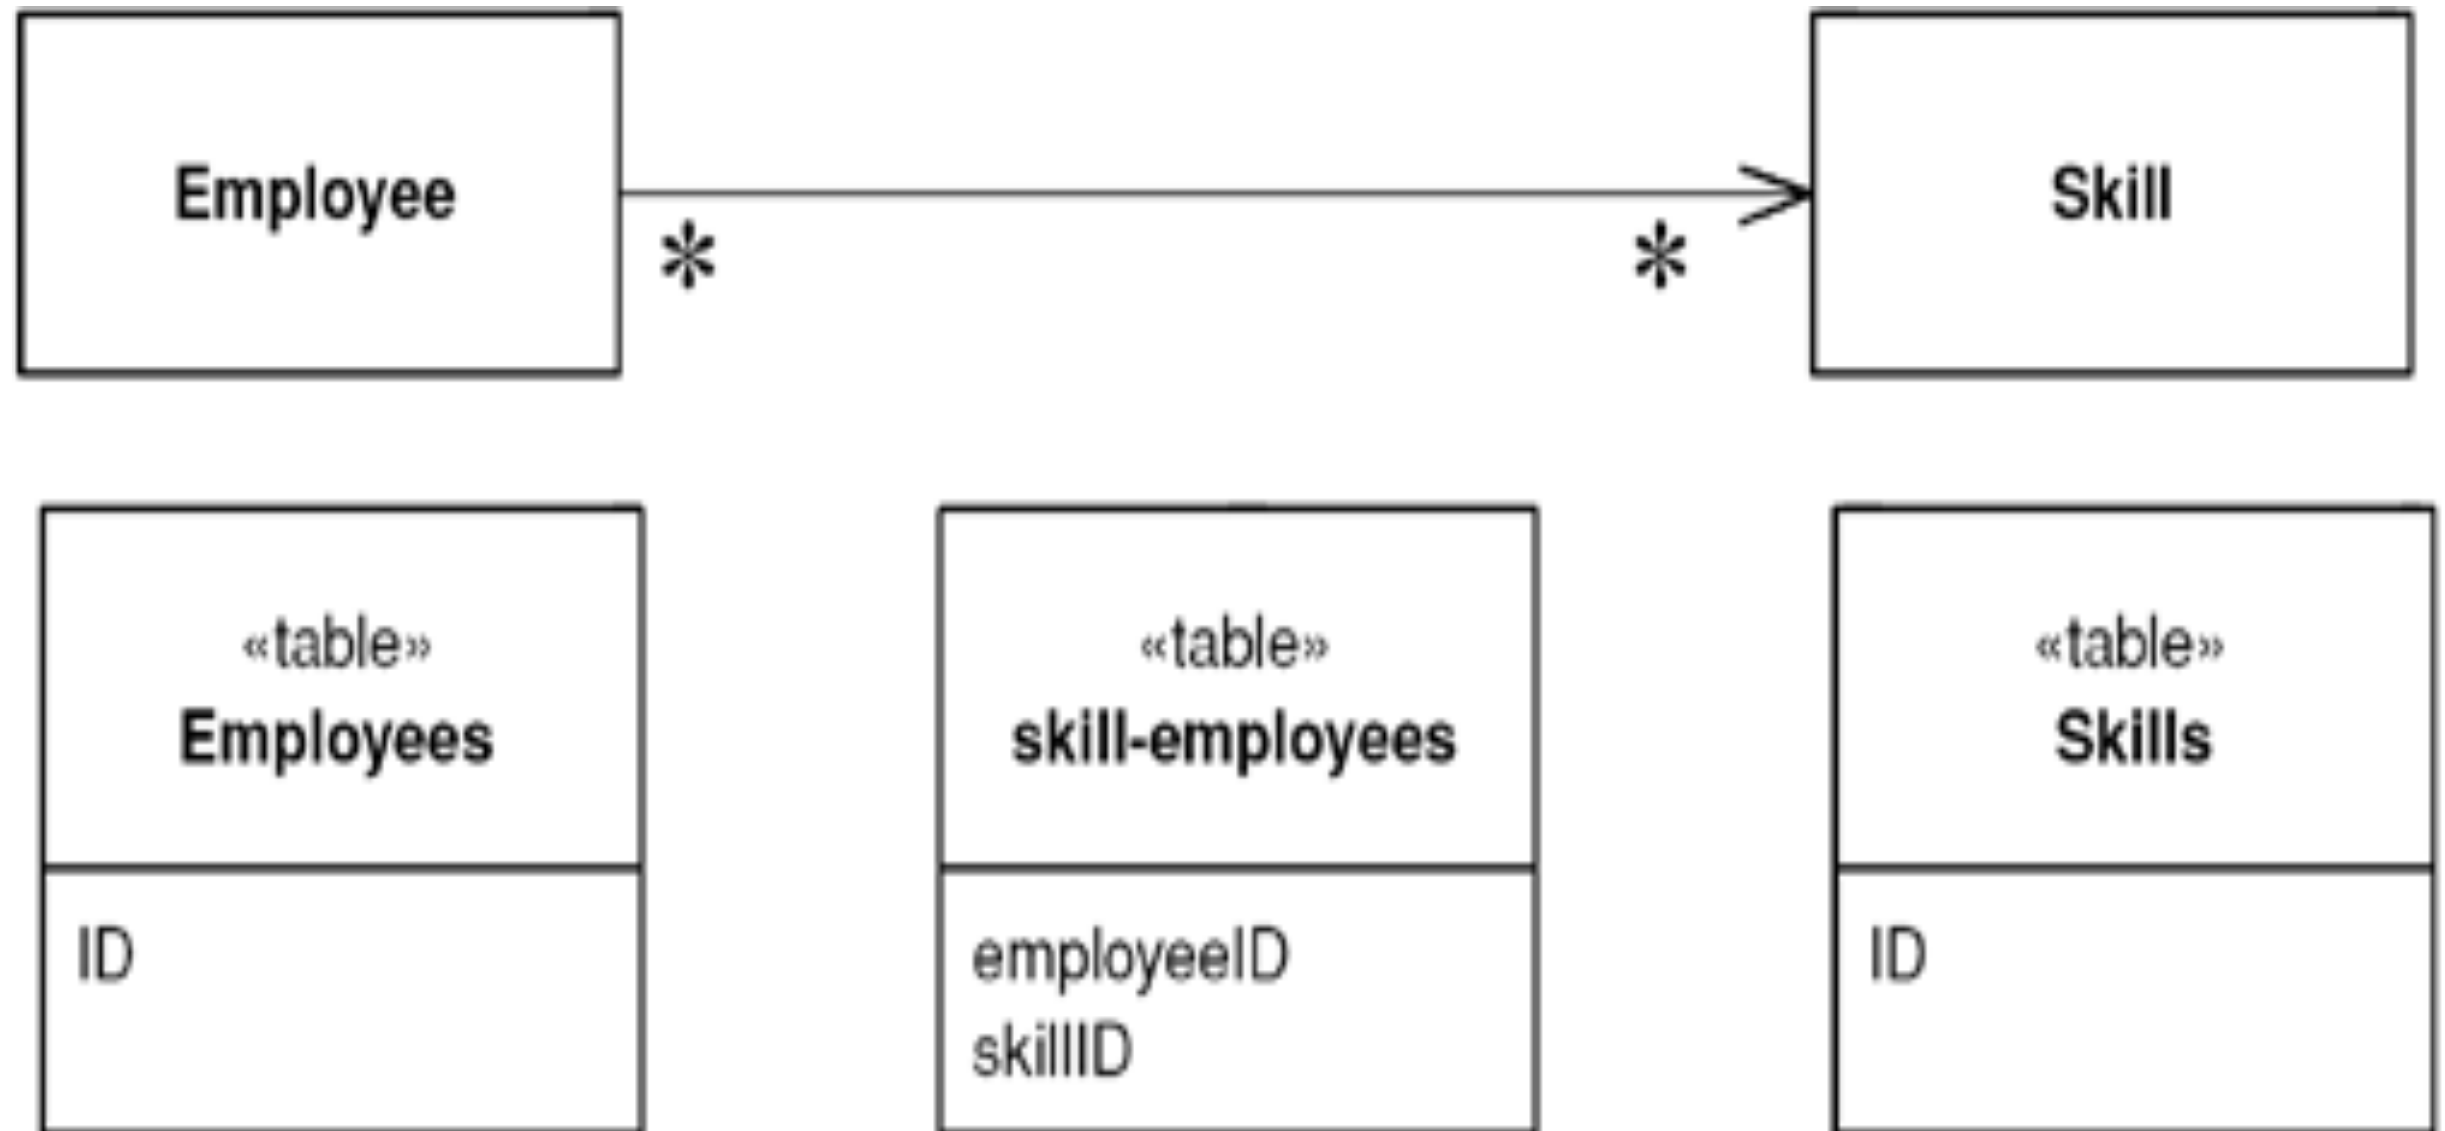 Employee
*
*
Skill
«table»
Employees
ID
«table»
skill-employees
employeeID
skillID
«table»
Skills
ID